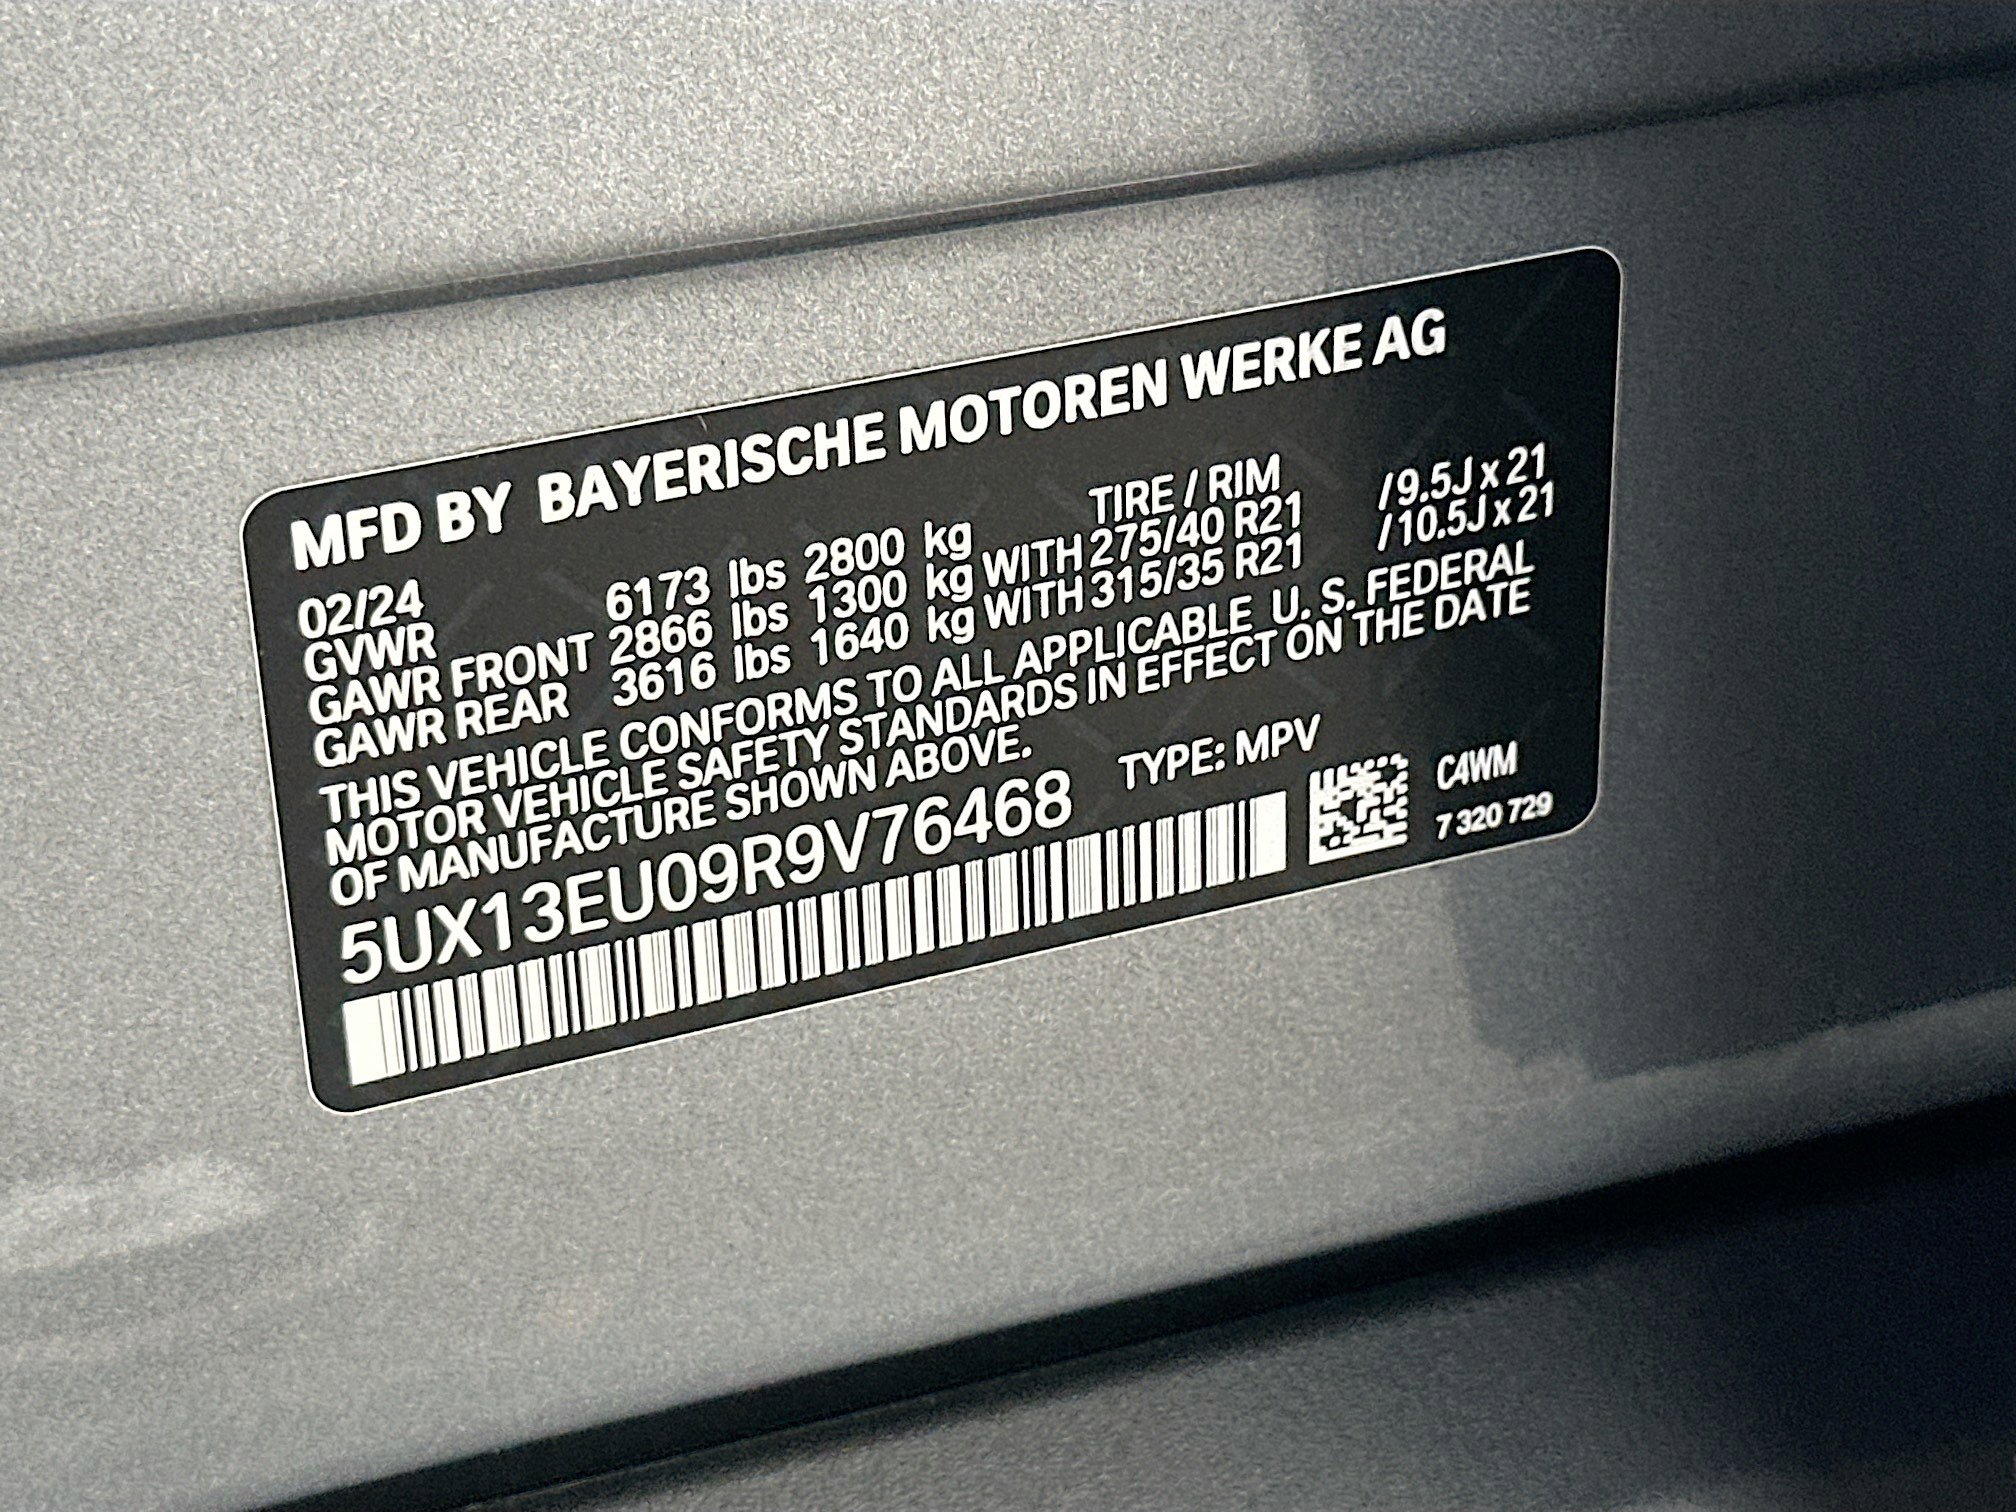 MFD BY BAYERISCHE MOTOREN WERKE AG
02/24 TIRE / RIM
GVWR 6173 lbs 2800 kg
GAWR FRONT 2866 lbs 1300 kg WITH 275/40 R21 /9.5J x 21
GAWR REAR 3616 lbs 1640 kg WITH 315/35 R21 /10.5J x 21
THIS VEHICLE CONFORMS TO ALL APPLICABLE U. S. FEDERAL
MOTOR VEHICLE SAFETY STANDARDS IN EFFECT ON THE DATE
OF MANUFACTURE SHOWN ABOVE.
5UX13EU09R9V76468 TYPE: MPV
C4WM
7 320 729